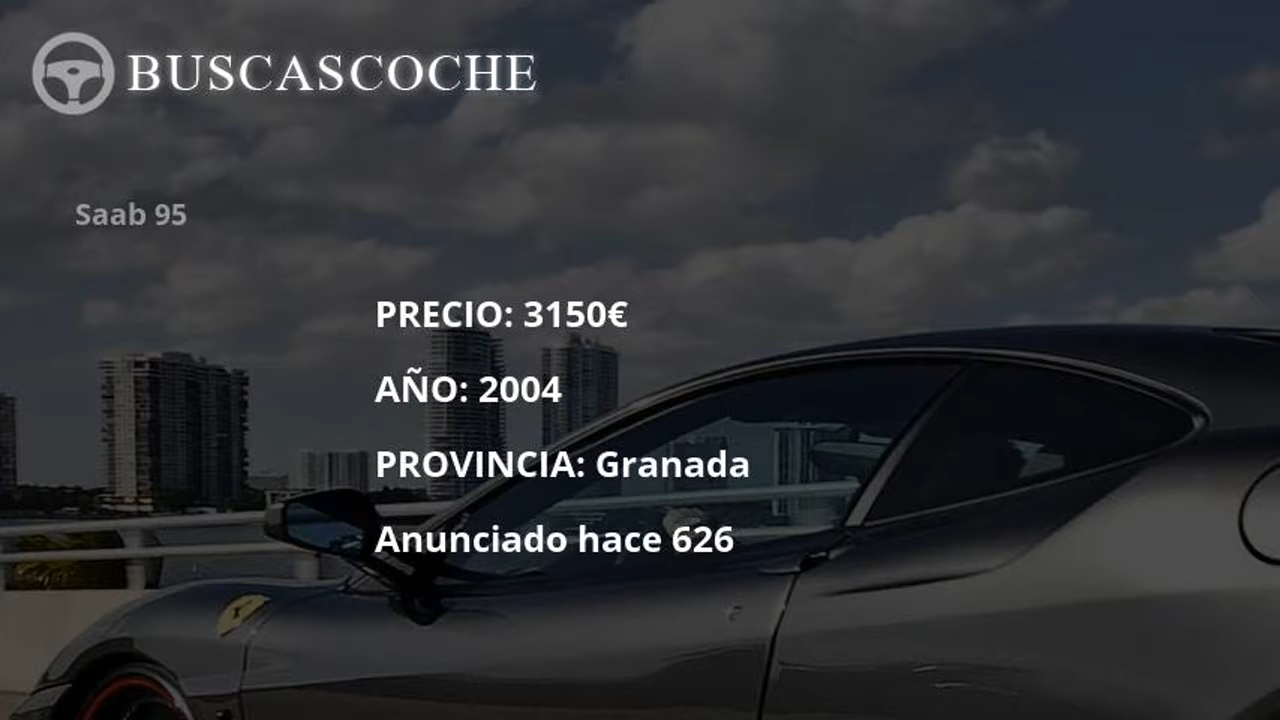 BUSCASCOCHE
Saab 95
PRECIO: 3150€
AÑO: 2004
PROVINCIA: Granada
Anunciado hace 626